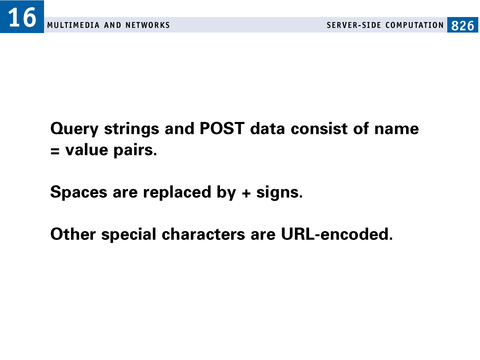 16
MULTIMEDIA AND NETWORKS
SERVER-SIDE COMPUTATION 826
Query strings and POST data consist of name
= value pairs.
Spaces are replaced by + signs.
Other special characters are URL-encoded.